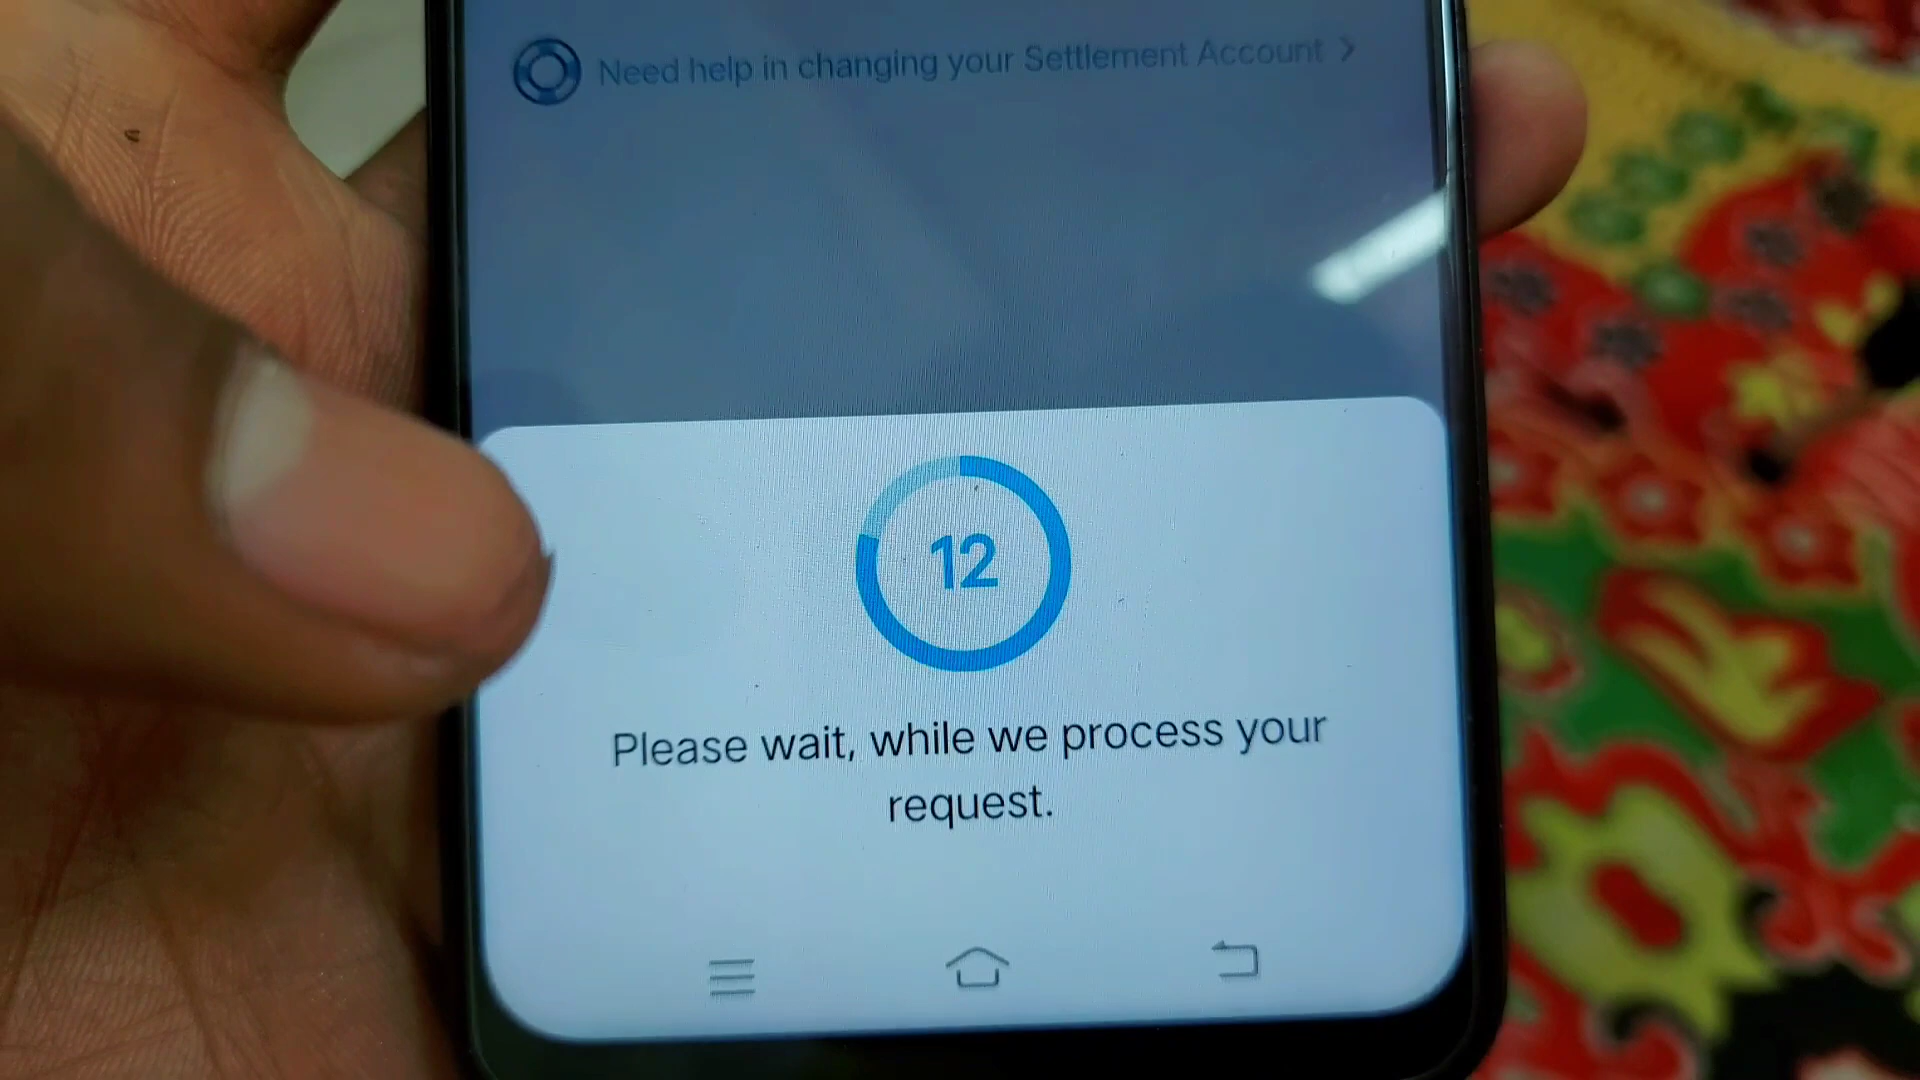 Need help in changing your Settlement Account >
12
Please wait, while we process your
request.